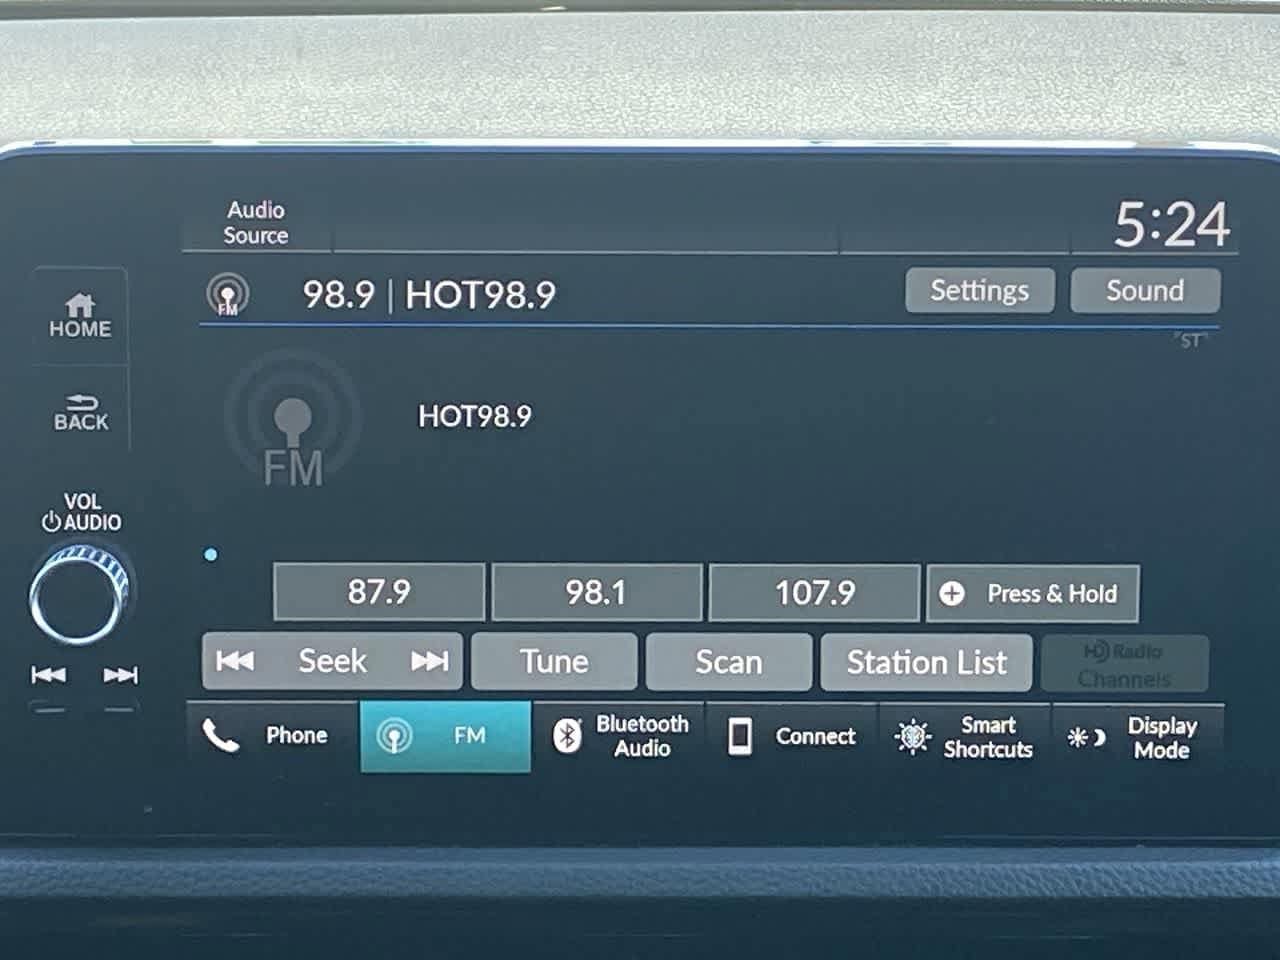 Audio
Source
5:24
FM
98.9 | HOT98.9
Settings
Sound
ST
HOME
FM
HOT98.9
BACK
VOL
AUDIO
87.9
98.1
107.9
Press & Hold
Seek
Tune
Scan
Station List
HD Radio
Channels
Phone
FM
Bluetooth
Audio
Connect
Smart
Shortcuts
Display
Mode